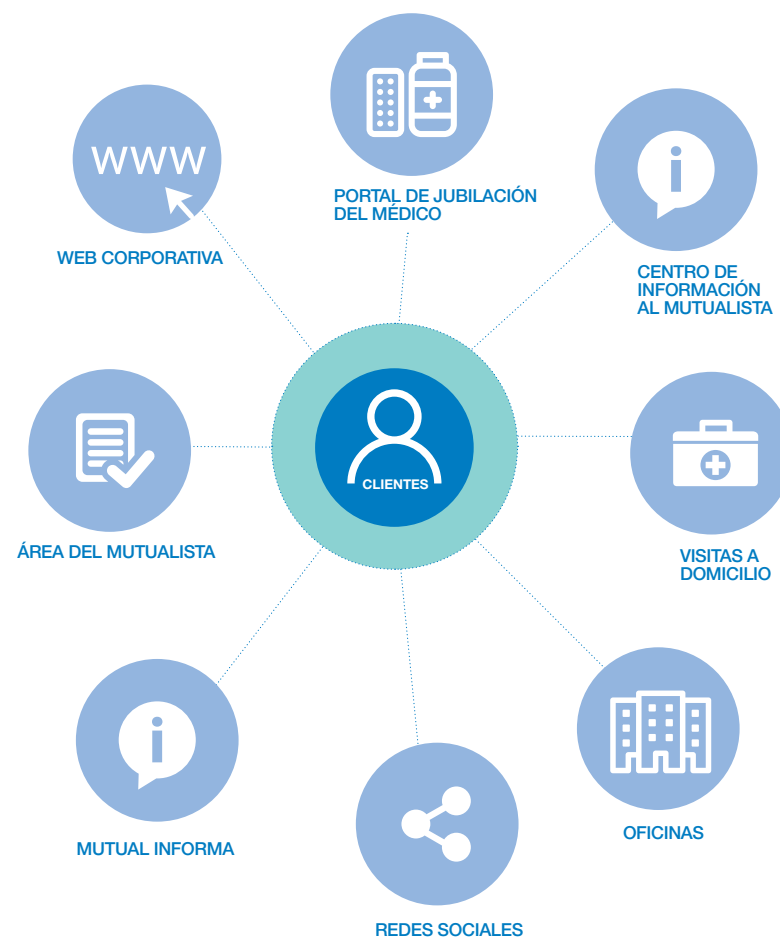 WWW
PORTAL DE JUBILACIÓN
DEL MÉDICO
WEB CORPORATIVA
CENTRO DE
INFORMACIÓN
AL MUTUALISTA
CLIENTES
ÁREA DEL MUTUALISTA
VISITAS A
DOMICILIO
MUTUAL INFORMA
OFICINAS
REDES SOCIALES